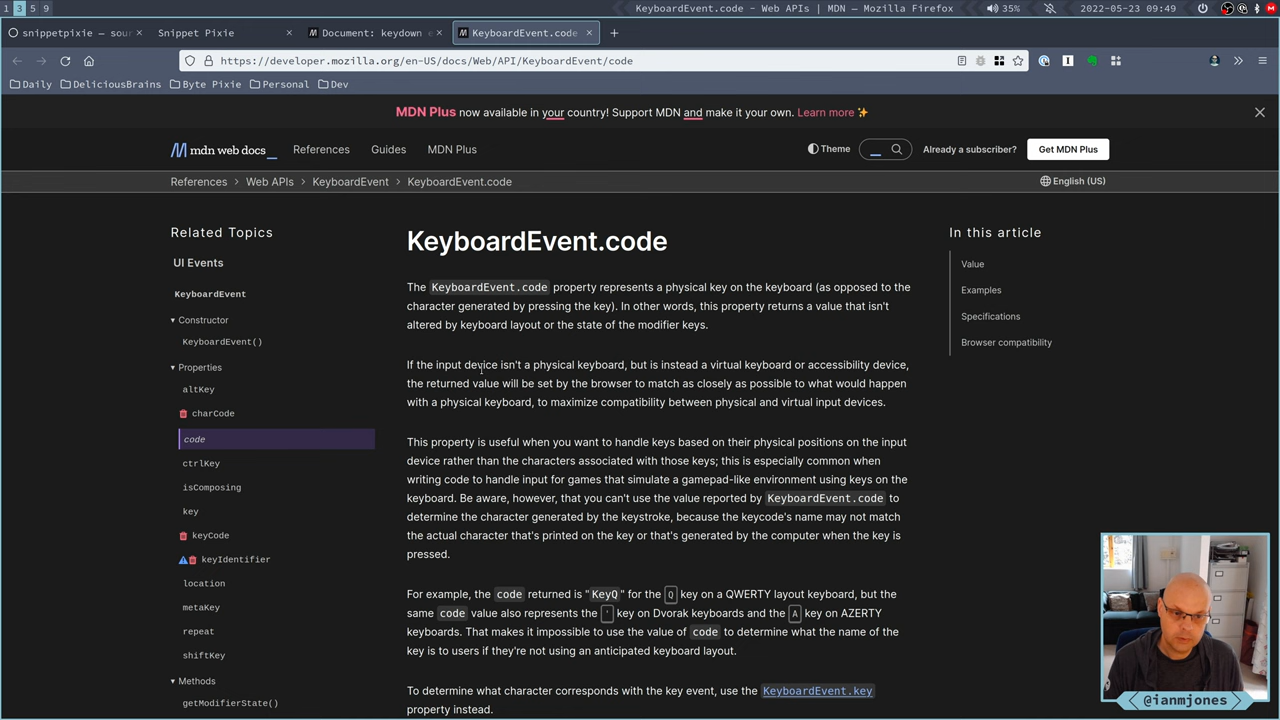 1 3 5 9
KeyboardEvent.code - Web APIs | MDN — Mozilla Firefox
35%
2022-05-23 09:49
snippetpixie — sour
Snippet Pixie
Document: keydown e
KeyboardEvent.code -
https://developer.mozilla.org/en-US/docs/Web/API/KeyboardEvent/code
Daily DeliciousBrains Byte Pixie Personal Dev
MDN Plus now available in your country! Support MDN and make it your own. Learn more ✨
mdn web docs_
References Guides MDN Plus
Theme
Already a subscriber?
Get MDN Plus
References > Web APIs > KeyboardEvent > KeyboardEvent.code
English (US)
Related Topics
UI Events
KeyboardEvent
Constructor
KeyboardEvent()
Properties
altKey
charCode
code
ctrlKey
isComposing
key
keyCode
keyIdentifier
location
metaKey
repeat
shiftKey
Methods
getModifierState()
KeyboardEvent.code
The KeyboardEvent.code property represents a physical key on the keyboard (as opposed to the
character generated by pressing the key). In other words, this property returns a value that isn't
altered by keyboard layout or the state of the modifier keys.
If the input device isn't a physical keyboard, but is instead a virtual keyboard or accessibility device,
the returned value will be set by the browser to match as closely as possible to what would happen
with a physical keyboard, to maximize compatibility between physical and virtual input devices.
This property is useful when you want to handle keys based on their physical positions on the input
device rather than the characters associated with those keys; this is especially common when
writing code to handle input for games that simulate a gamepad-like environment using keys on the
keyboard. Be aware, however, that you can't use the value reported by KeyboardEvent.code to
determine the character generated by the keystroke, because the keycode's name may not match
the actual character that's printed on the key or that's generated by the computer when the key is
pressed.
For example, the code returned is "KeyQ" for the Q key on a QWERTY layout keyboard, but the
same code value also represents the ' key on Dvorak keyboards and the A key on AZERTY
keyboards. That makes it impossible to use the value of code to determine what the name of the
key is to users if they're not using an anticipated keyboard layout.
To determine what character corresponds with the key event, use the KeyboardEvent.key
property instead.
In this article
Value
Examples
Specifications
Browser compatibility
@ianmjones